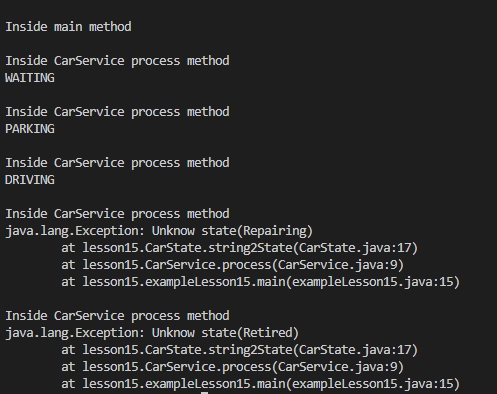 Inside main method
Inside CarService process method
WAITING
Inside CarService process method
PARKING
Inside CarService process method
DRIVING
Inside CarService process method
java.lang.Exception: Unknow state(Repairing)
at lesson15.CarState.string2State(CarState.java:17)
at lesson15.CarService.process(CarService.java:9)
at lesson15.exampleLesson15.main(exampleLesson15.java:15)
Inside CarService process method
java.lang.Exception: Unknow state(Retired)
at lesson15.CarState.string2State(CarState.java:17)
at lesson15.CarService.process(CarService.java:9)
at lesson15.exampleLesson15.main(exampleLesson15.java:15)